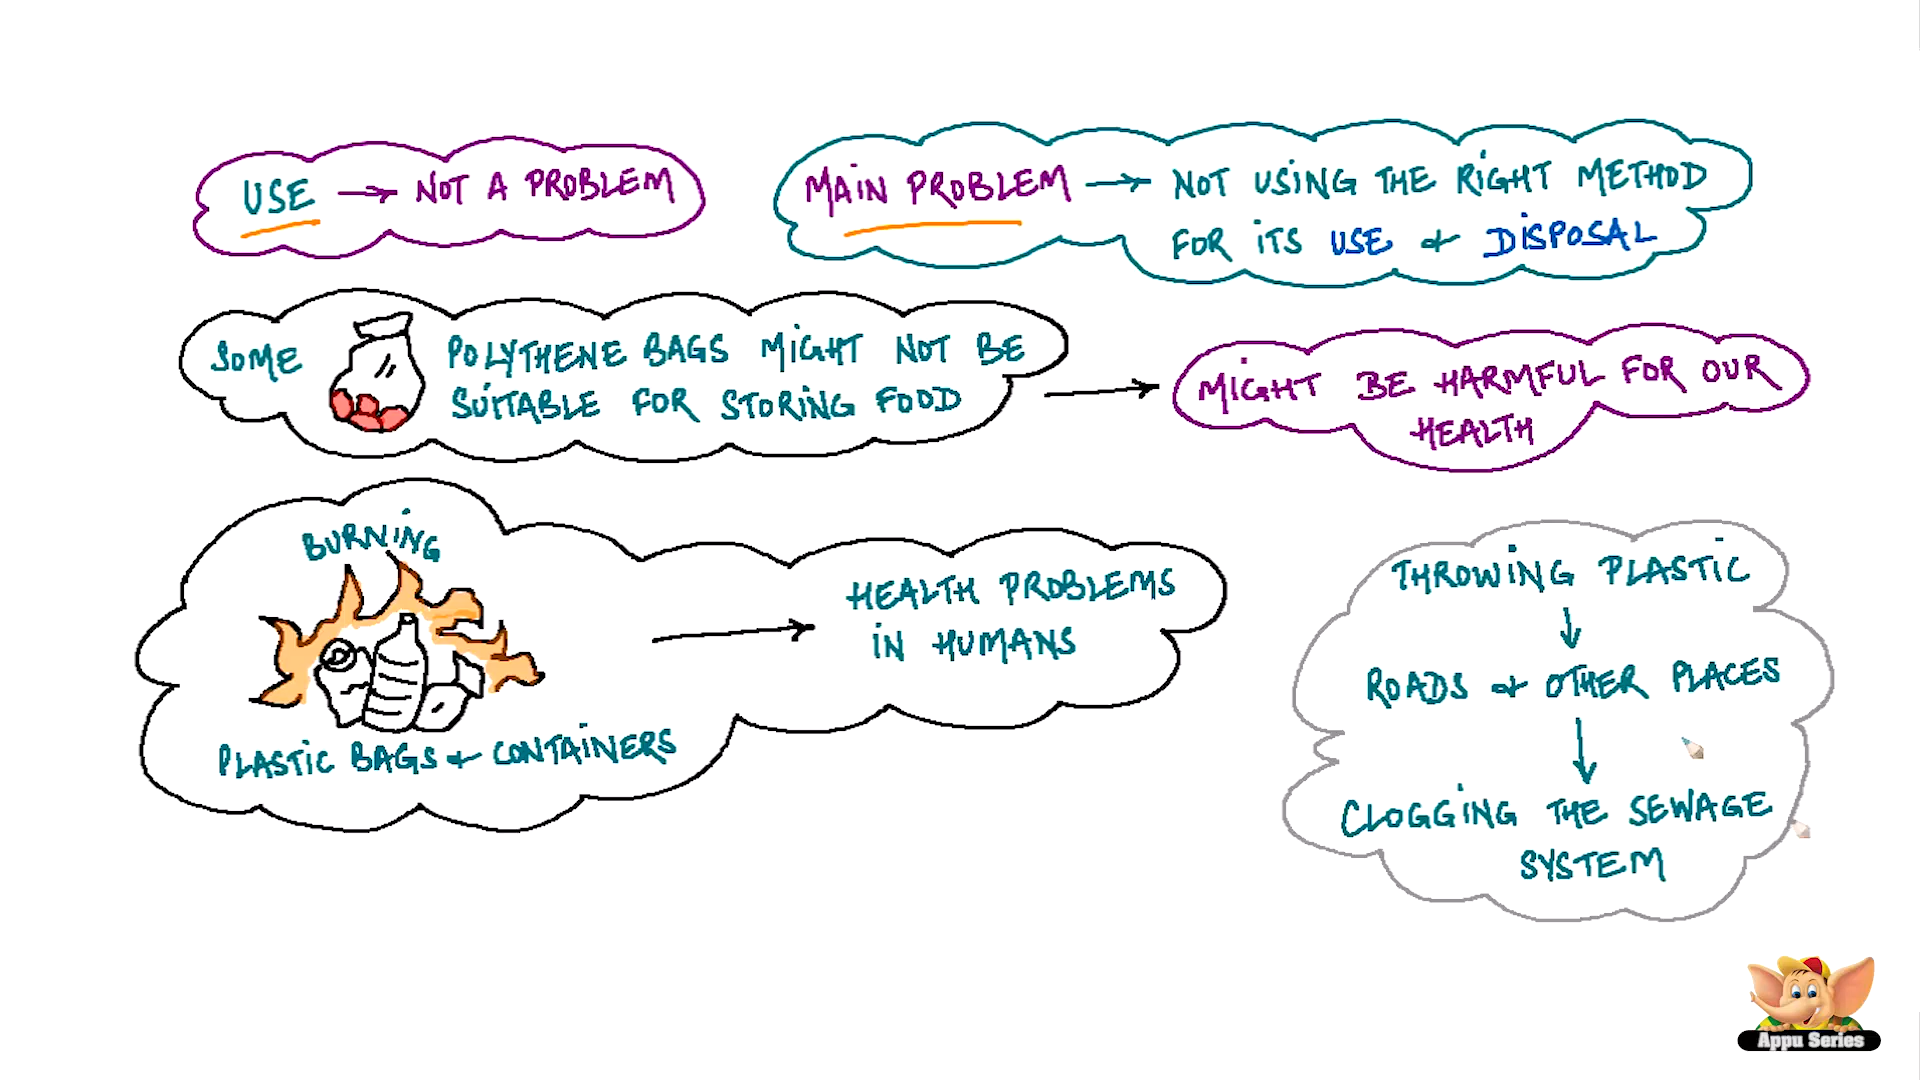 USE → NOT A PROBLEM
MAIN PROBLEM → NOT USING THE RIGHT METHOD
FOR ITS USE & DISPOSAL
SOME POLYTHENE BAGS MIGHT NOT BE
SUITABLE FOR STORING FOOD
→ MIGHT BE HARMFUL FOR OUR
HEALTH
BURNING
PLASTIC BAGS & CONTAINERS
→ HEALTH PROBLEMS
IN HUMANS
THROWING PLASTIC
↓
ROADS & OTHER PLACES
↓
CLOGGING THE SEWAGE
SYSTEM
Appu Series